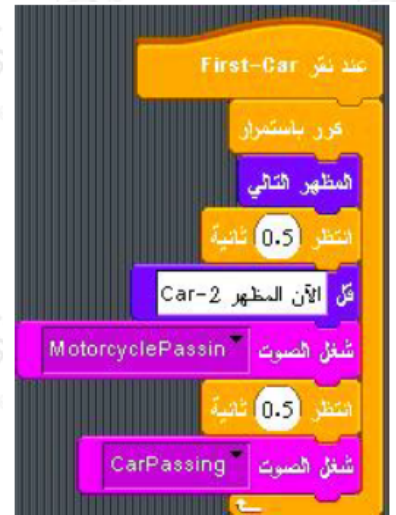 عند نقر First-Car
كرر باستمرار
المظهر التالي
انتظر 0.5 ثانية
قل الآن المظهر Car-2
شغل الصوت MotorcyclePassin
انتظر 0.5 ثانية
شغل الصوت CarPassing